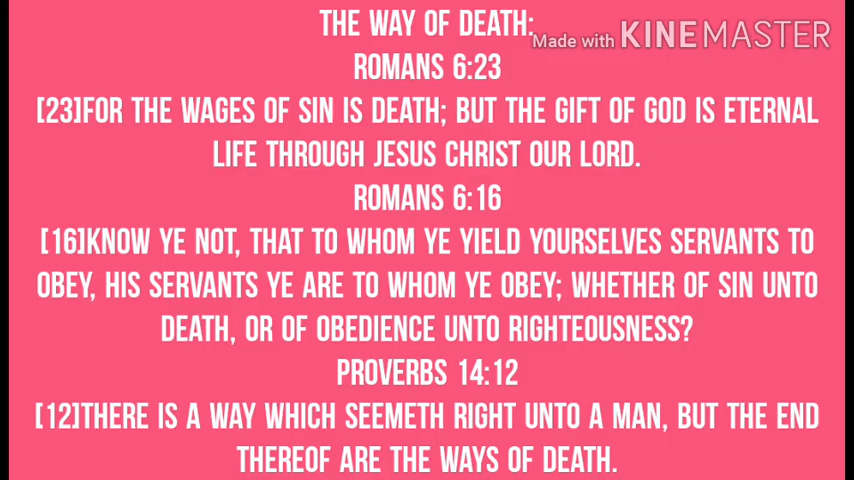 THE WAY OF DEATH:
Made with KINEMASTER
ROMANS 6:23
[23]FOR THE WAGES OF SIN IS DEATH; BUT THE GIFT OF GOD IS ETERNAL
LIFE THROUGH JESUS CHRIST OUR LORD.
ROMANS 6:16
[16]KNOW YE NOT, THAT TO WHOM YE YIELD YOURSELVES SERVANTS TO
OBEY, HIS SERVANTS YE ARE TO WHOM YE OBEY; WHETHER OF SIN UNTO
DEATH, OR OF OBEDIENCE UNTO RIGHTEOUSNESS?
PROVERBS 14:12
[12]THERE IS A WAY WHICH SEEMETH RIGHT UNTO A MAN, BUT THE END
THEREOF ARE THE WAYS OF DEATH.